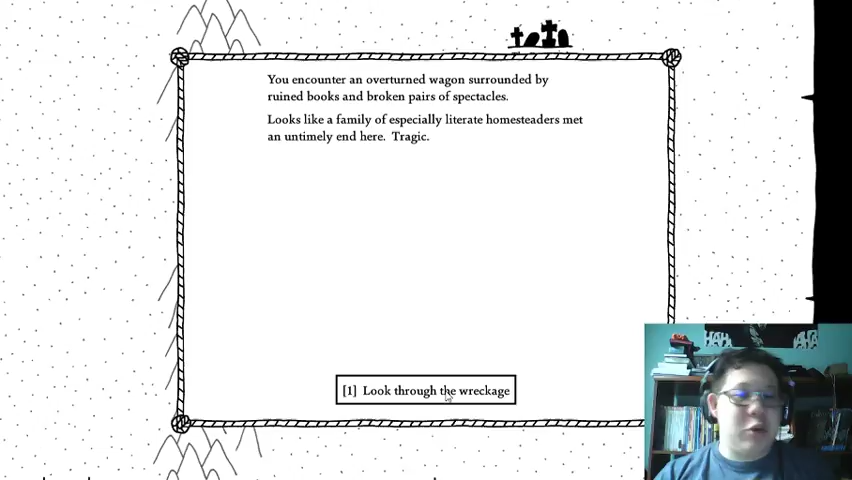 You encounter an overturned wagon surrounded by
ruined books and broken pairs of spectacles.
Looks like a family of especially literate homesteaders met
an untimely end here. Tragic.
[1] Look through the wreckage
HAHA